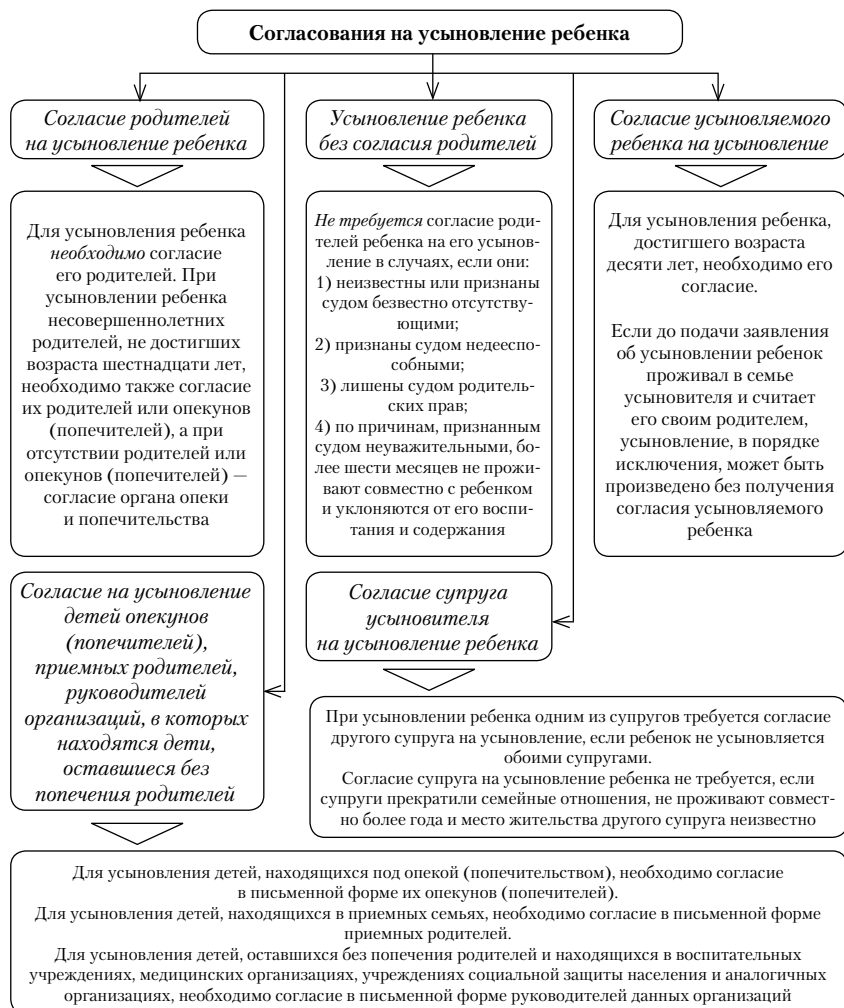 Согласования на усыновление ребенка
Согласие родителей
на усыновление ребенка
Усыновление ребенка
без согласия родителей
Согласие усыновляемого
ребенка на усыновление
Для усыновления ребенка
необходимо согласие
его родителей. При
усыновлении ребенка
несовершеннолетних
родителей, не достигших
возраста шестнадцати лет,
необходимо также согласие
их родителей или опекунов
(попечителей), а при
отсутствии родителей или
опекунов (попечителей) —
согласие органа опеки
и попечительства
Не требуется согласие роди-
телей ребенка на его усынов-
ление в случаях, если они:
1) неизвестны или признаны
судом безвестно отсутству-
ющими;
2) признаны судом недееспо-
собными;
3) лишены судом родитель-
ских прав;
4) по причинам, признанным
судом неуважительными, бо-
лее шести месяцев не прожи-
вают совместно с ребенком
и уклоняются от его воспи-
тания и содержания
Для усыновления ребенка,
достигшего возраста
десяти лет, необходимо его
согласие.
Если до подачи заявления
об усыновлении ребенок
проживал в семье
усыновителя и считает
его своим родителем,
усыновление, в порядке
исключения, может быть
произведено без получения
согласия усыновляемого
ребенка
Согласие на усыновление
детей опекунов
(попечителей),
приемных родителей,
руководителей
организаций, в которых
находятся дети,
оставшиеся без
попечения родителей
Согласие супруга
усыновителя
на усыновление ребенка
При усыновлении ребенка одним из супругов требуется согласие
другого супруга на усыновление, если ребенок не усыновляется
обоими супругами.
Согласие супруга на усыновление ребенка не требуется, если
супруги прекратили семейные отношения, не проживают совмест-
но более года и место жительства другого супруга неизвестно
Для усыновления детей, находящихся под опекой (попечительством), необходимо согласие
в письменной форме их опекунов (попечителей).
Для усыновления детей, находящихся в приемных семьях, необходимо согласие в письменной форме
приемных родителей.
Для усыновления детей, оставшихся без попечения родителей и находящихся в воспитательных
учреждениях, медицинских организациях, учреждениях социальной защиты населения и аналогичных
организациях, необходимо согласие в письменной форме руководителей данных организаций